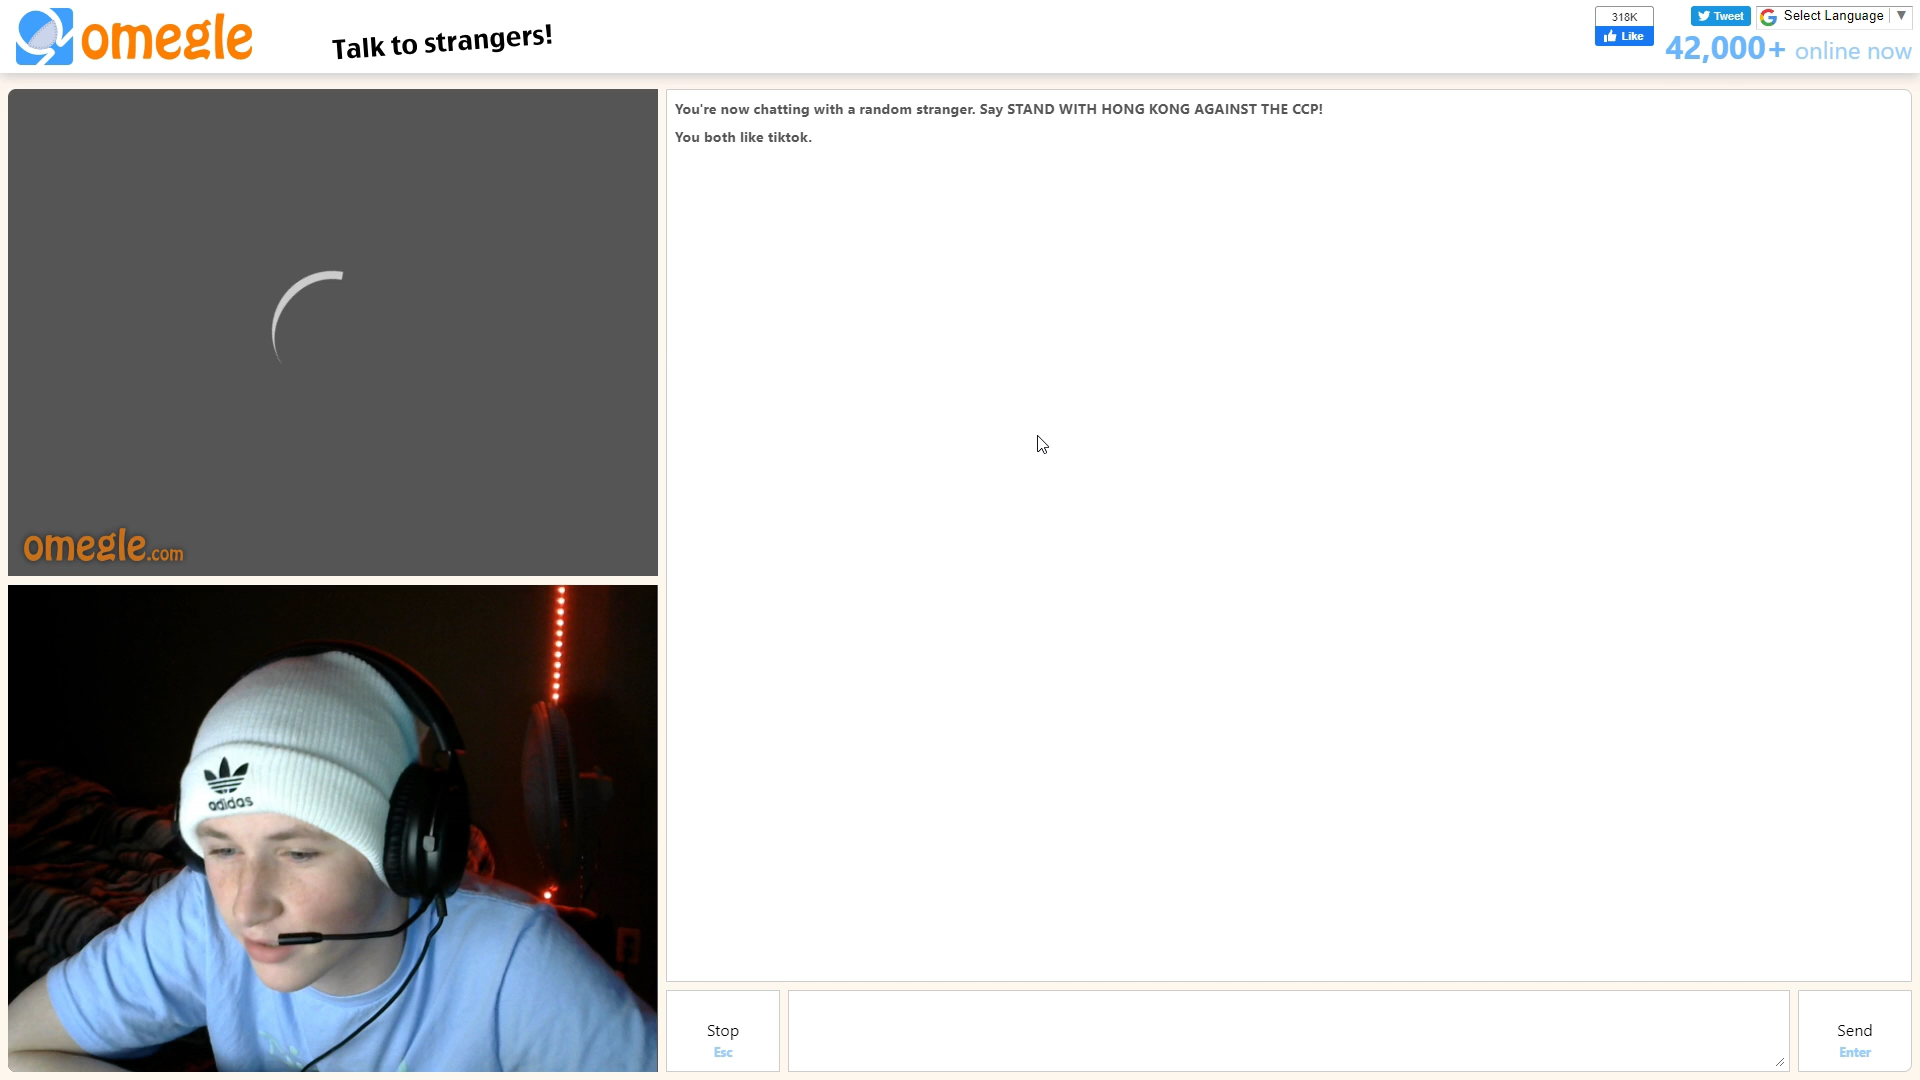 omegle
Talk to strangers!
318K
Like
Tweet
Select Language
42,000+ online now
You're now chatting with a random stranger. Say STAND WITH HONG KONG AGAINST THE CCP!
You both like tiktok.
omegle.com
adidas
Stop
Esc
Send
Enter